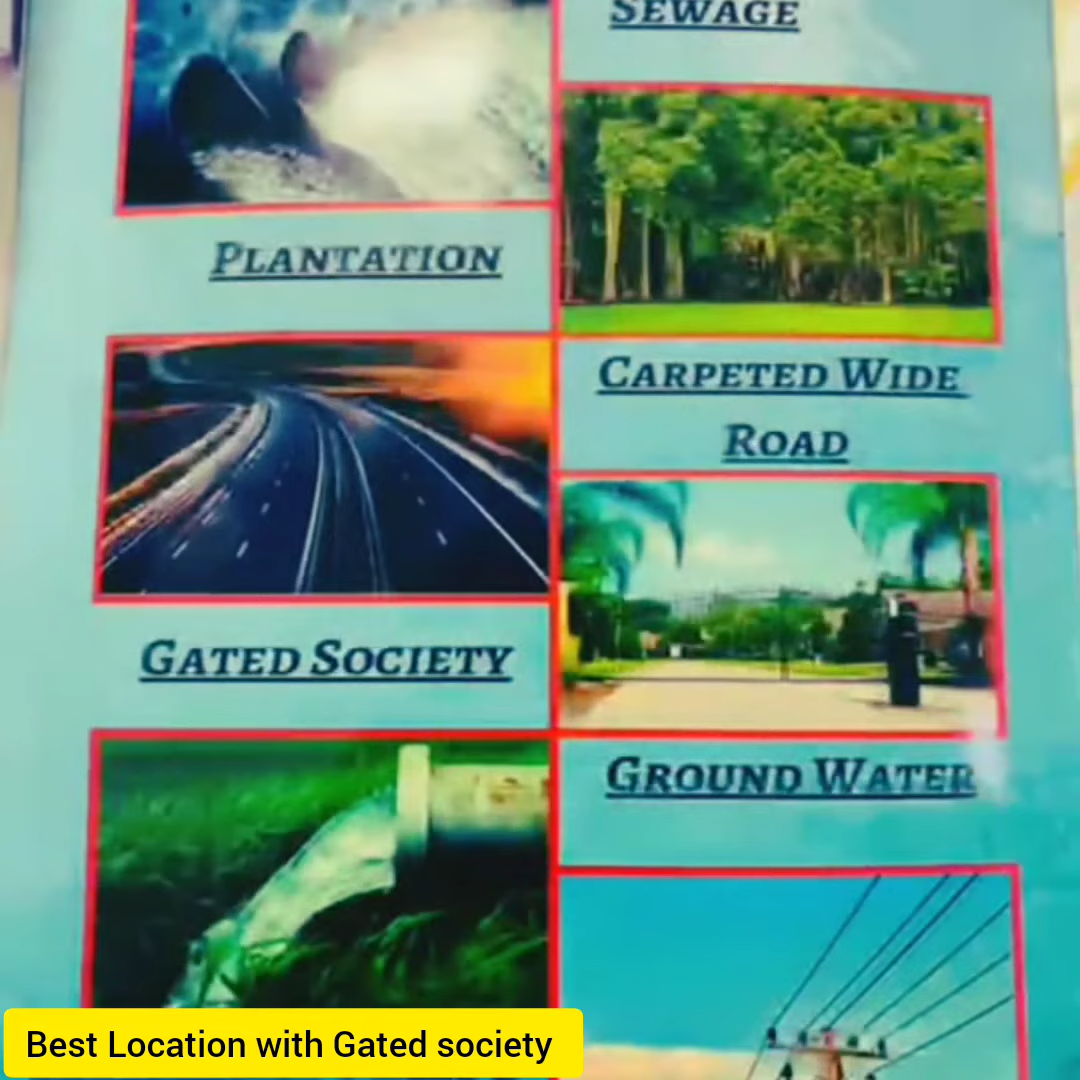 SEWAGE
PLANTATION
CARPETED WIDE
ROAD
GATED SOCIETY
GROUND WATER
Best Location with Gated society